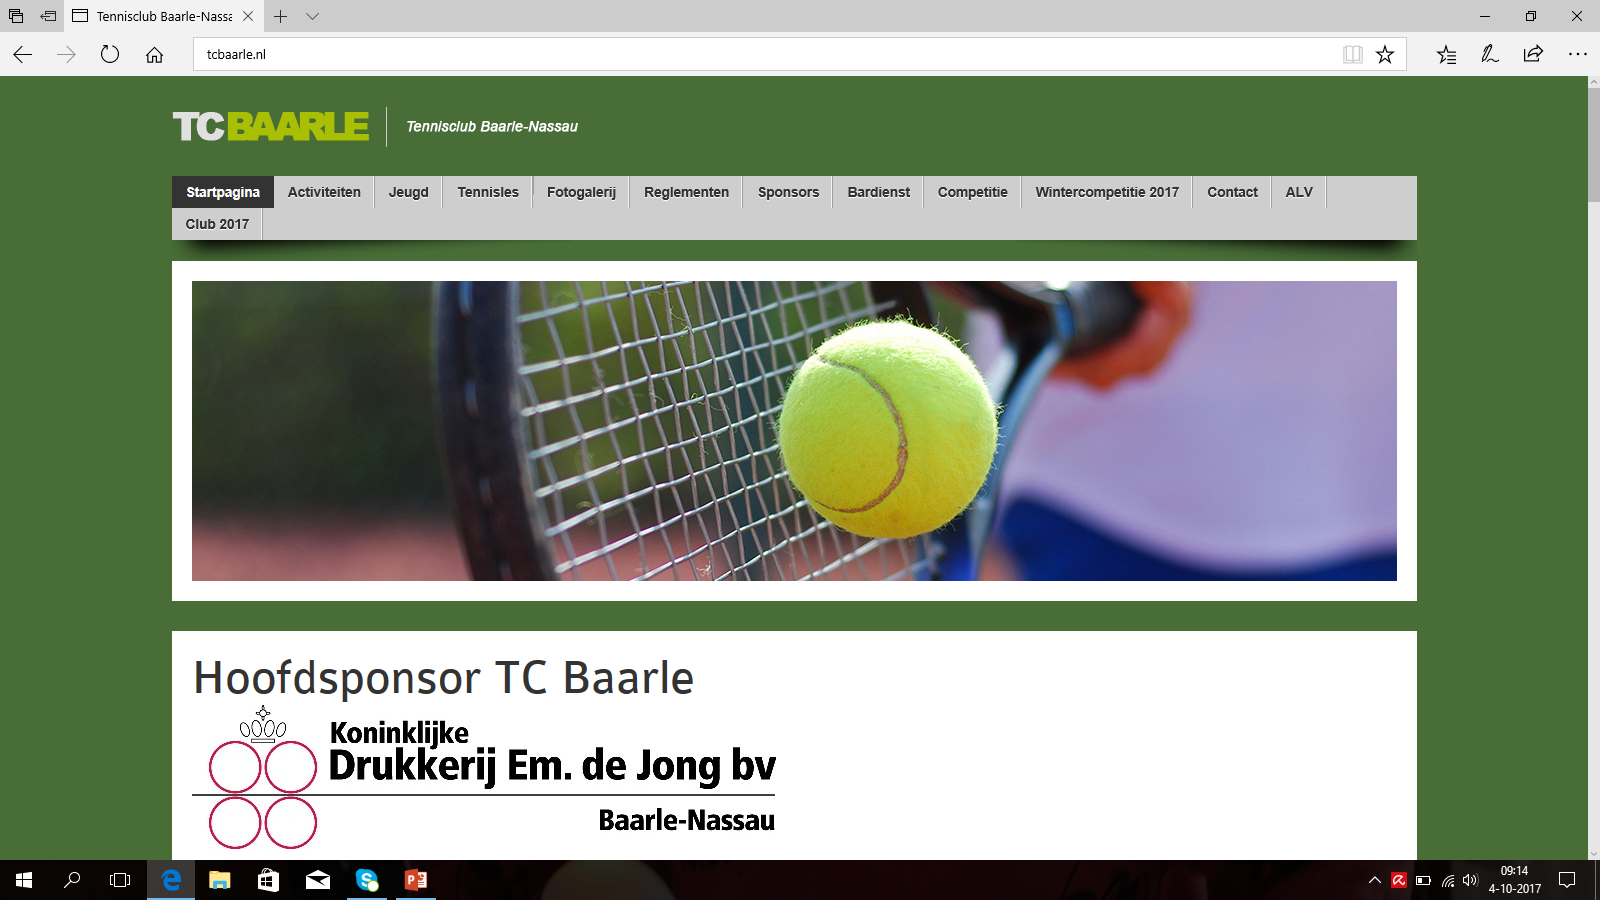 Tennisclub Baarle-Nassa
tcbaarle.nl
TCBAARLE
Tennisclub Baarle-Nassau
Startpagina Activiteiten Jeugd Tennisles Fotogalerij Reglementen Sponsors Bardienst Competitie Wintercompetitie 2017 Contact ALV
Club 2017
Hoofdsponsor TC Baarle
Koninklijke
Drukkerij Em. de Jong bv
Baarle-Nassau
09:14
4-10-2017